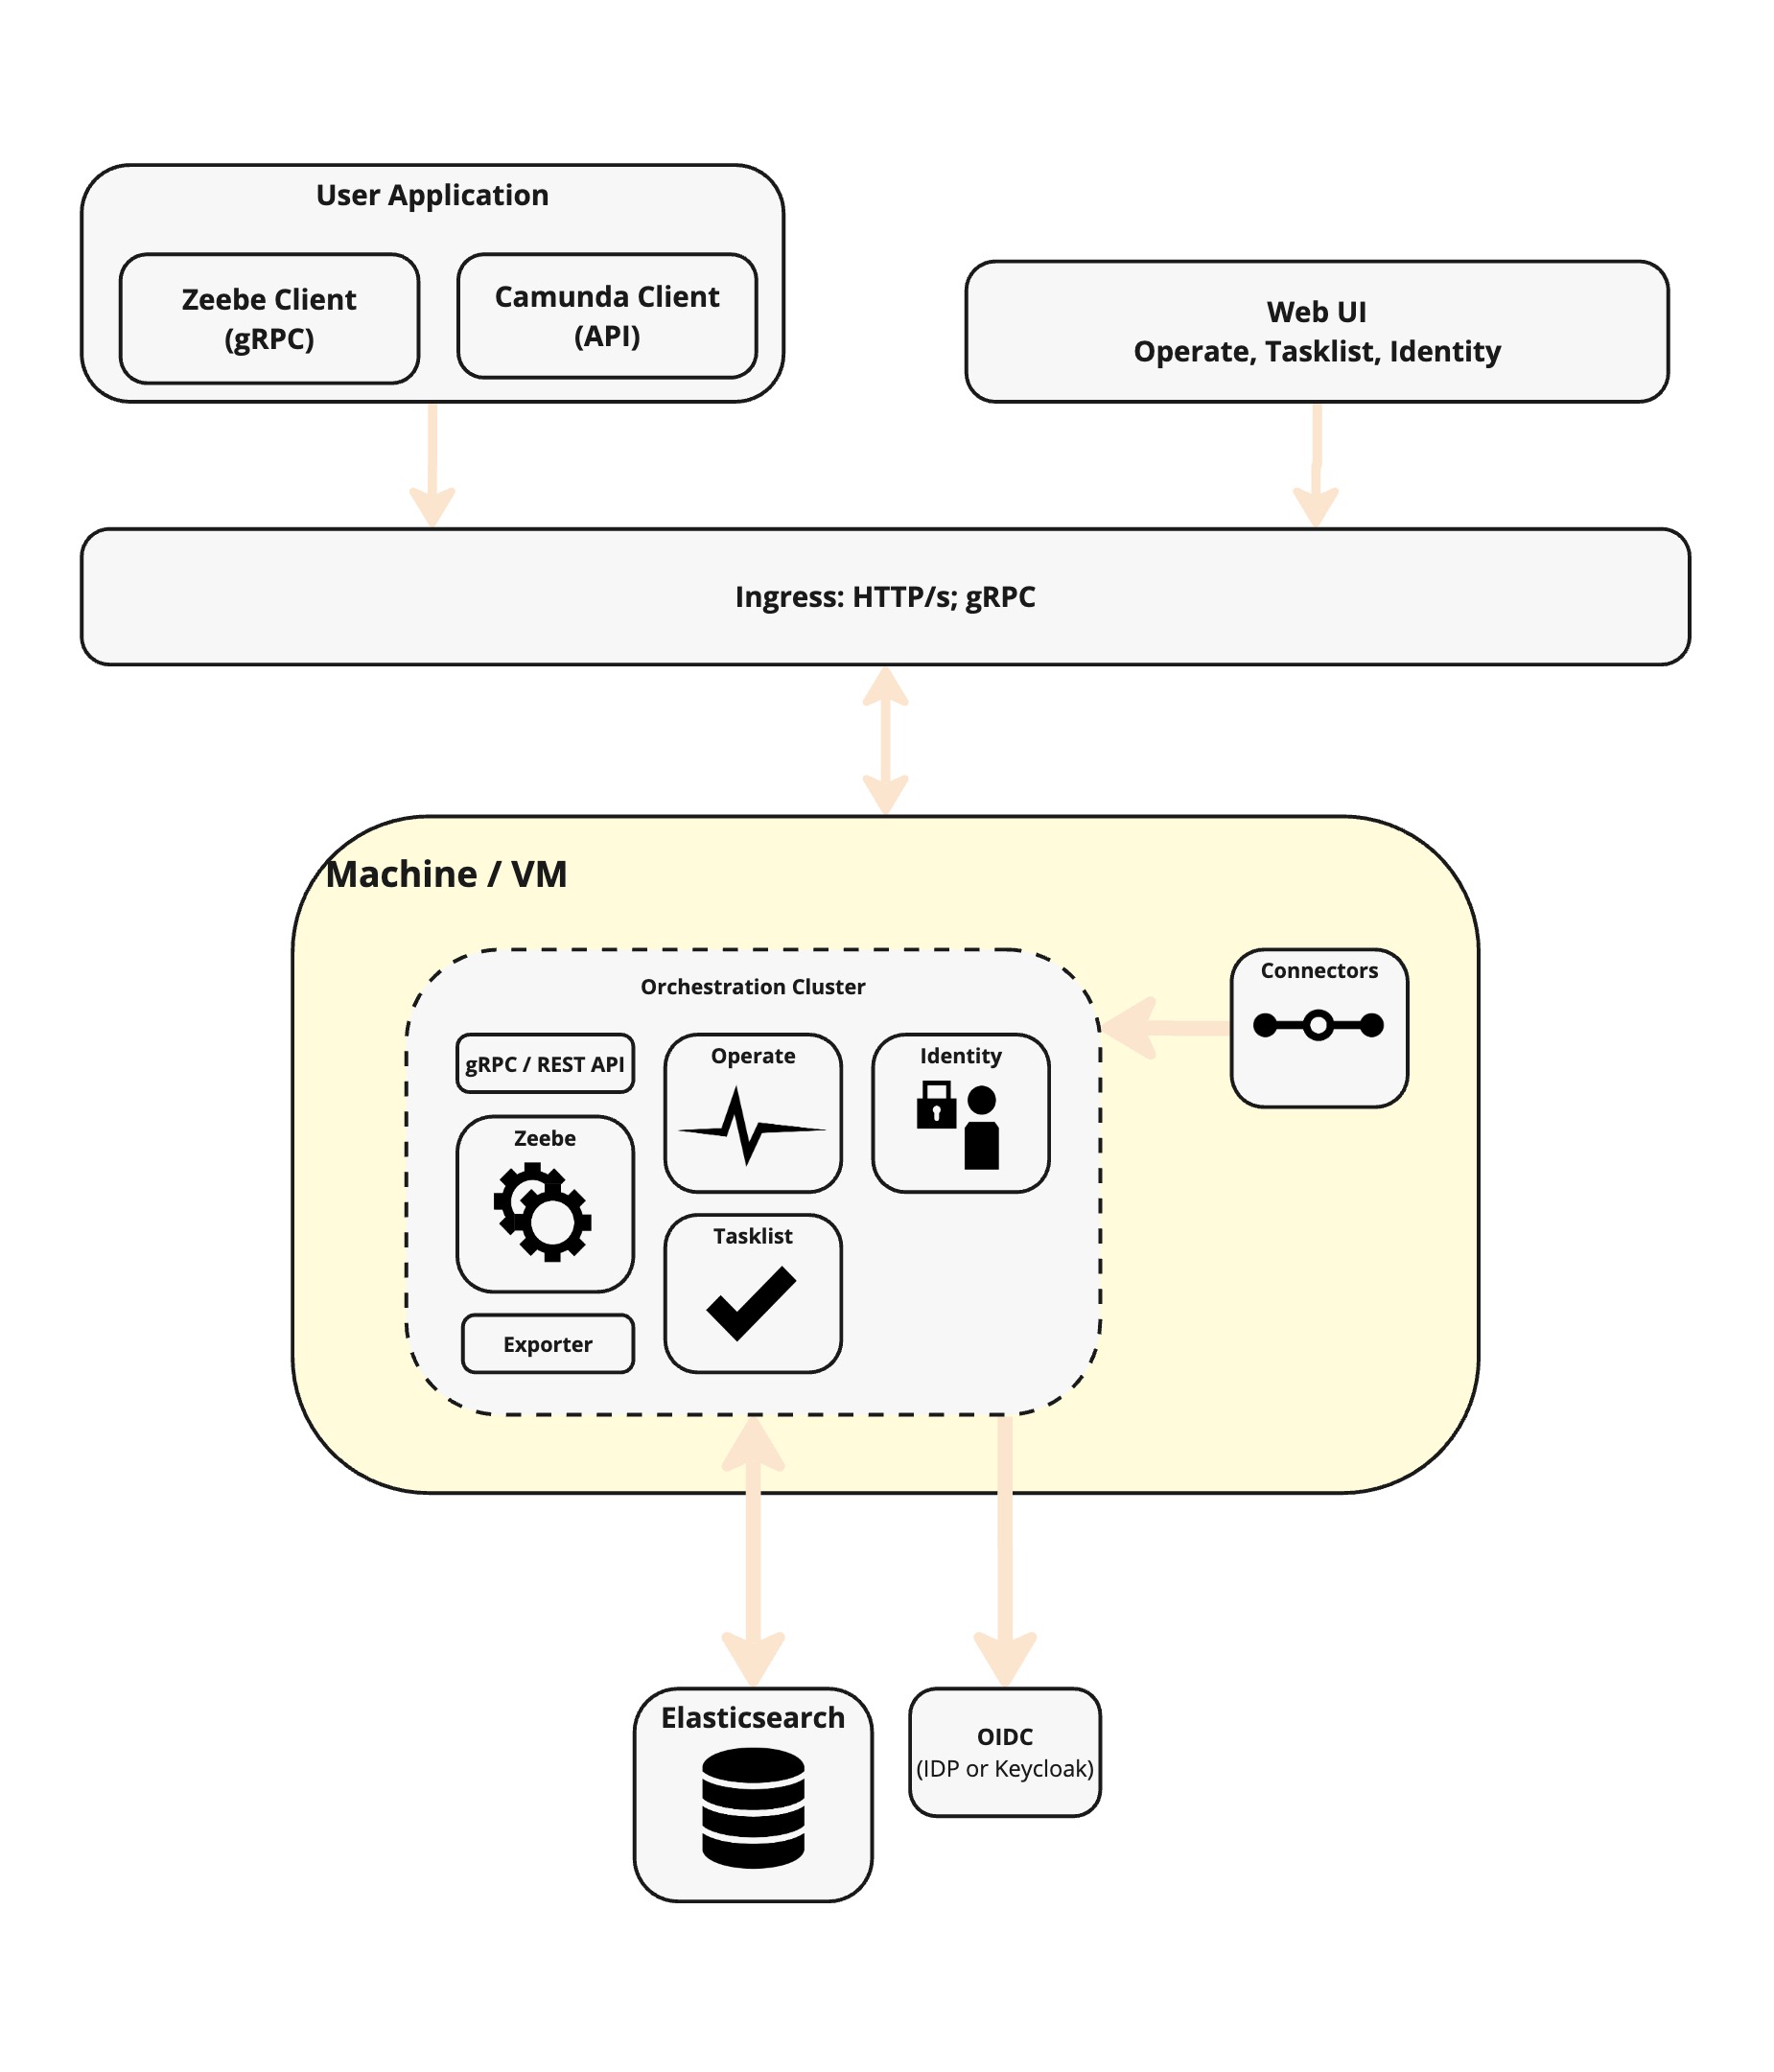 User Application
Zeebe Client
(gRPC)
Camunda Client
(API)
Web UI
Operate, Tasklist, Identity
Ingress: HTTP/s; gRPC
Machine / VM
Orchestration Cluster
Connectors
gRPC / REST API
Operate
Identity
Zeebe
Tasklist
Exporter
Elasticsearch
OIDC
(IDP or Keycloak)